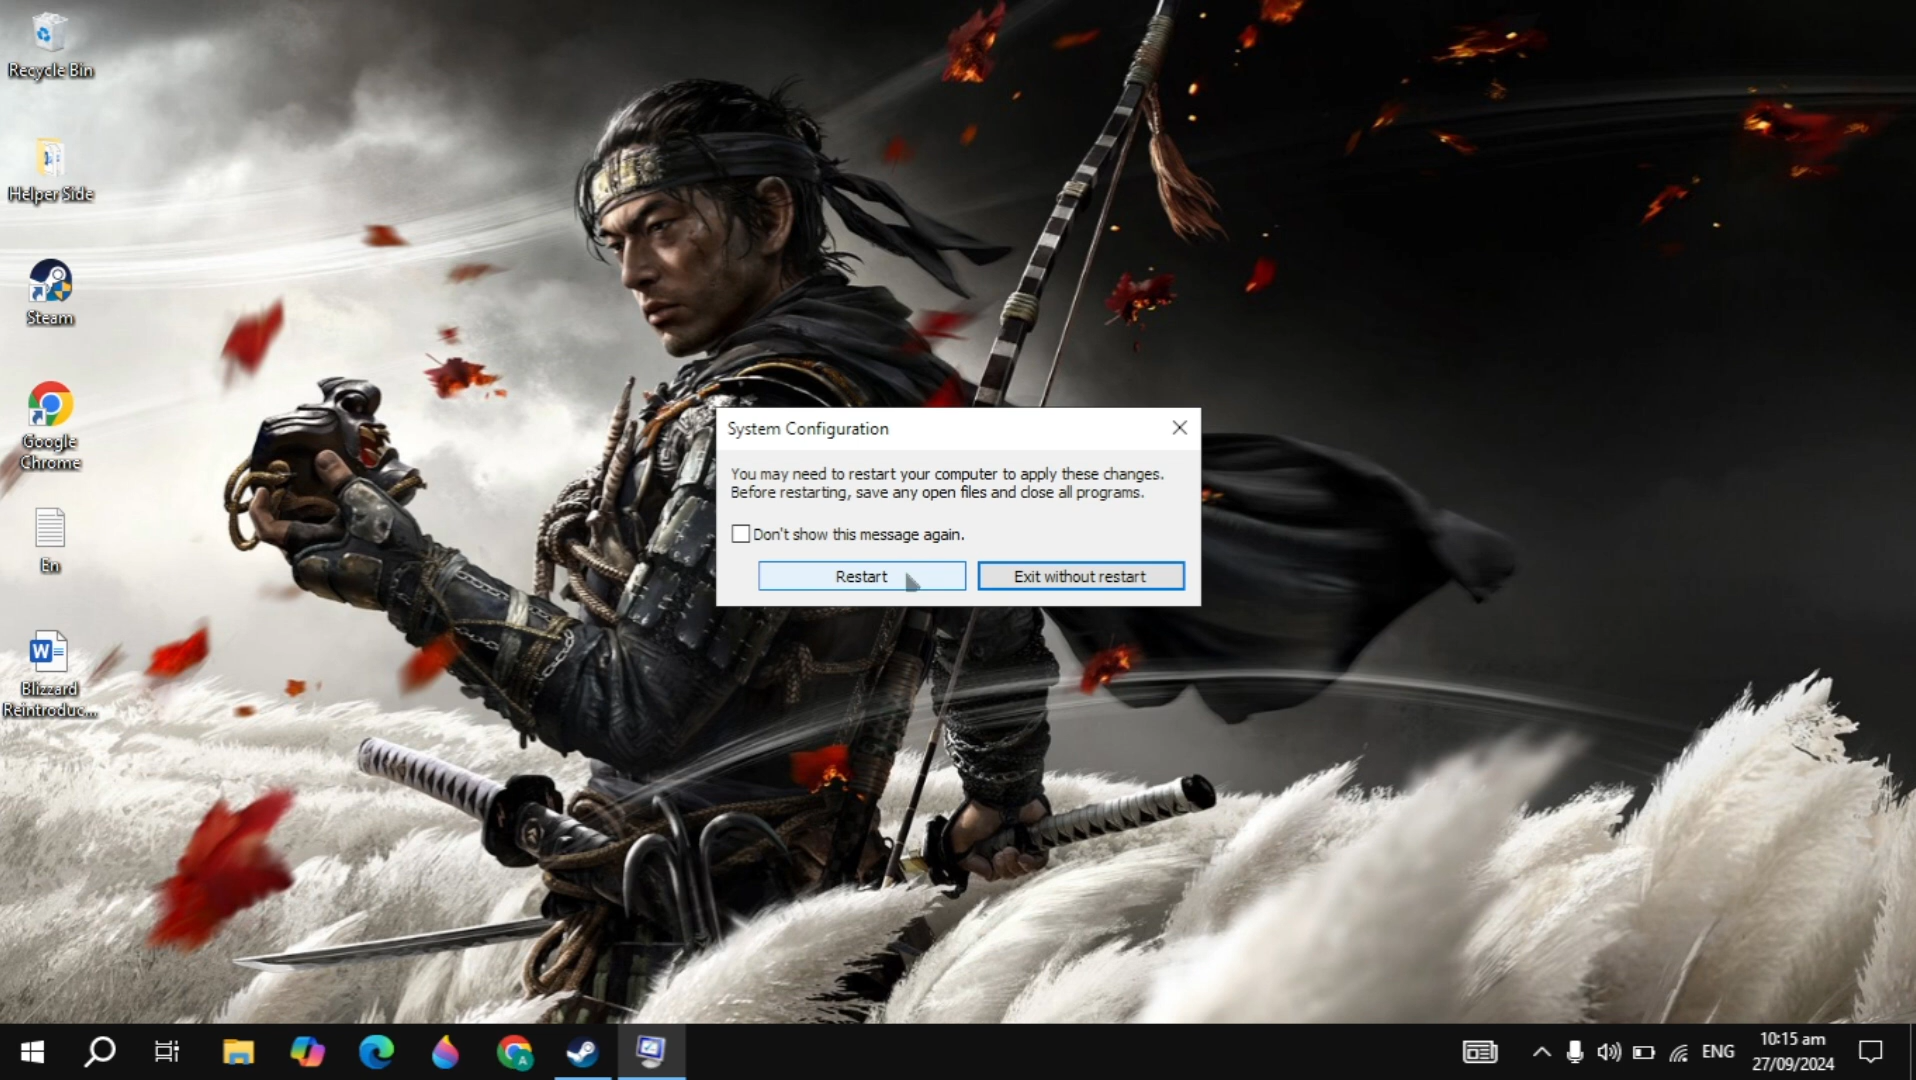 Recycle Bin
Helper Side
Steam
Google
Chrome
En
W
Blizzard
Reintroduc...
System Configuration
You may need to restart your computer to apply these changes.
Before restarting, save any open files and close all programs.
Don't show this message again.
Restart
Exit without restart
A
ENG
10:15 am
27/09/2024